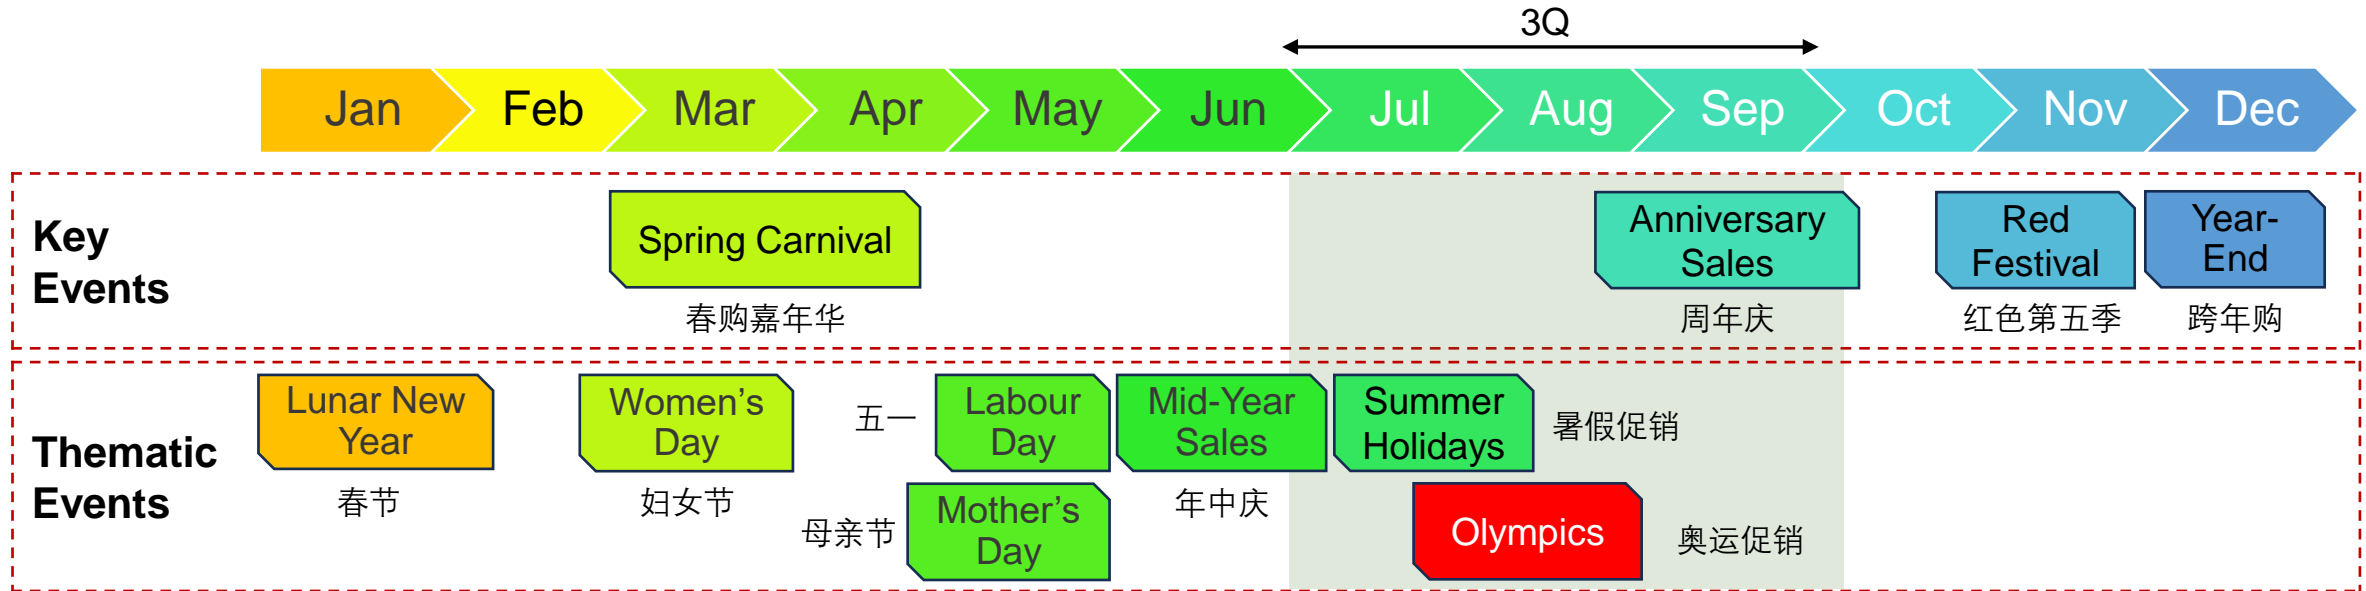 3Q
Jan
Feb
Mar
Apr
May
Jun
Jul
Aug
Sep
Oct
Nov
Dec
Key
Events
Spring Carnival
春购嘉年华
Anniversary
Sales
周年庆
Red
Festival
红色第五季
Year-
End
跨年购
Thematic
Events
Lunar New
Year
春节
Women’s
Day
妇女节
五一
Labour
Day
母亲节
Mother’s
Day
Mid-Year
Sales
年中庆
Summer
Holidays
暑假促销
Olympics
奥运促销